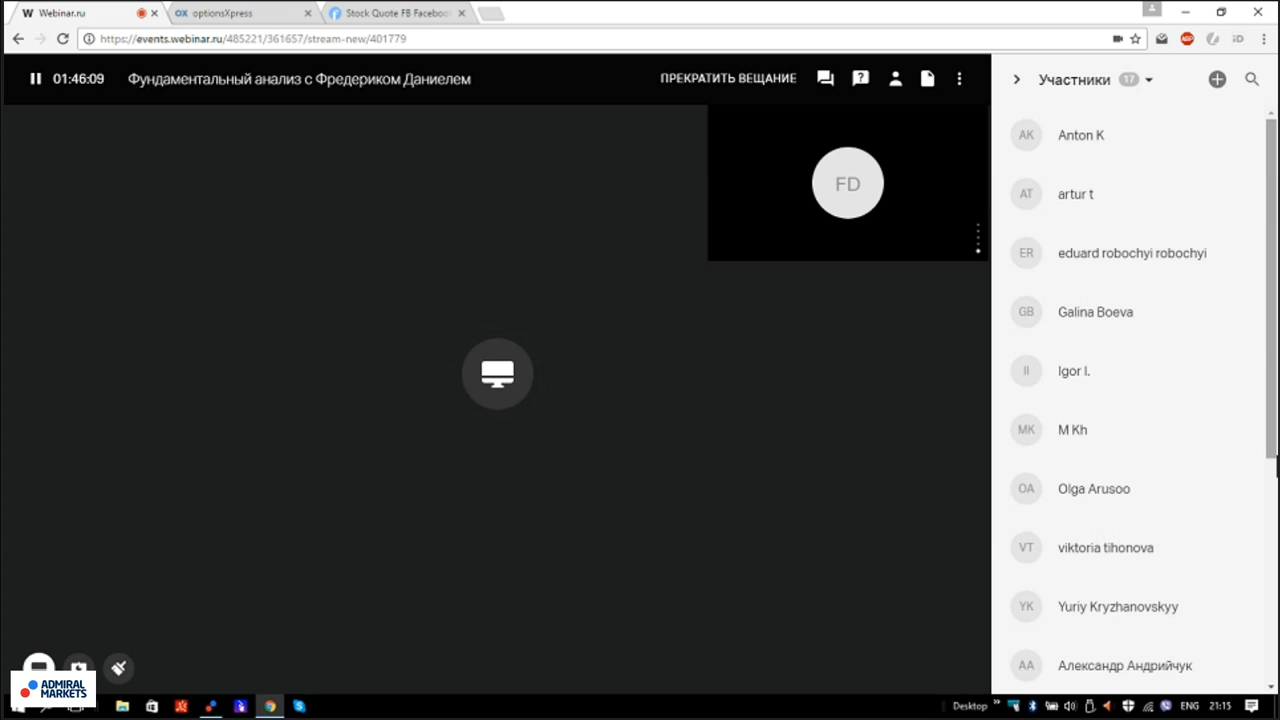 Webinar.ru
OX optionsXpress
Stock Quote FB Faceboo
https://events.webinar.ru/485221/361657/stream-new/401779
01:46:09
Фундаментальный анализ с Фредериком Даниелем
ПРЕКРАТИТЬ ВЕЩАНИЕ
Участники 17
FD
AK Anton K
AT artur t
ER eduard robochyi robochyi
GB Galina Boeva
II Igor I.
MK M Kh
OA Olga Arusoo
VT viktoria tihonova
YK Yuriy Kryzhanovskyy
AA Александр Андрийчук
ADMIRAL
MARKETS
Desktop
ENG
21:15